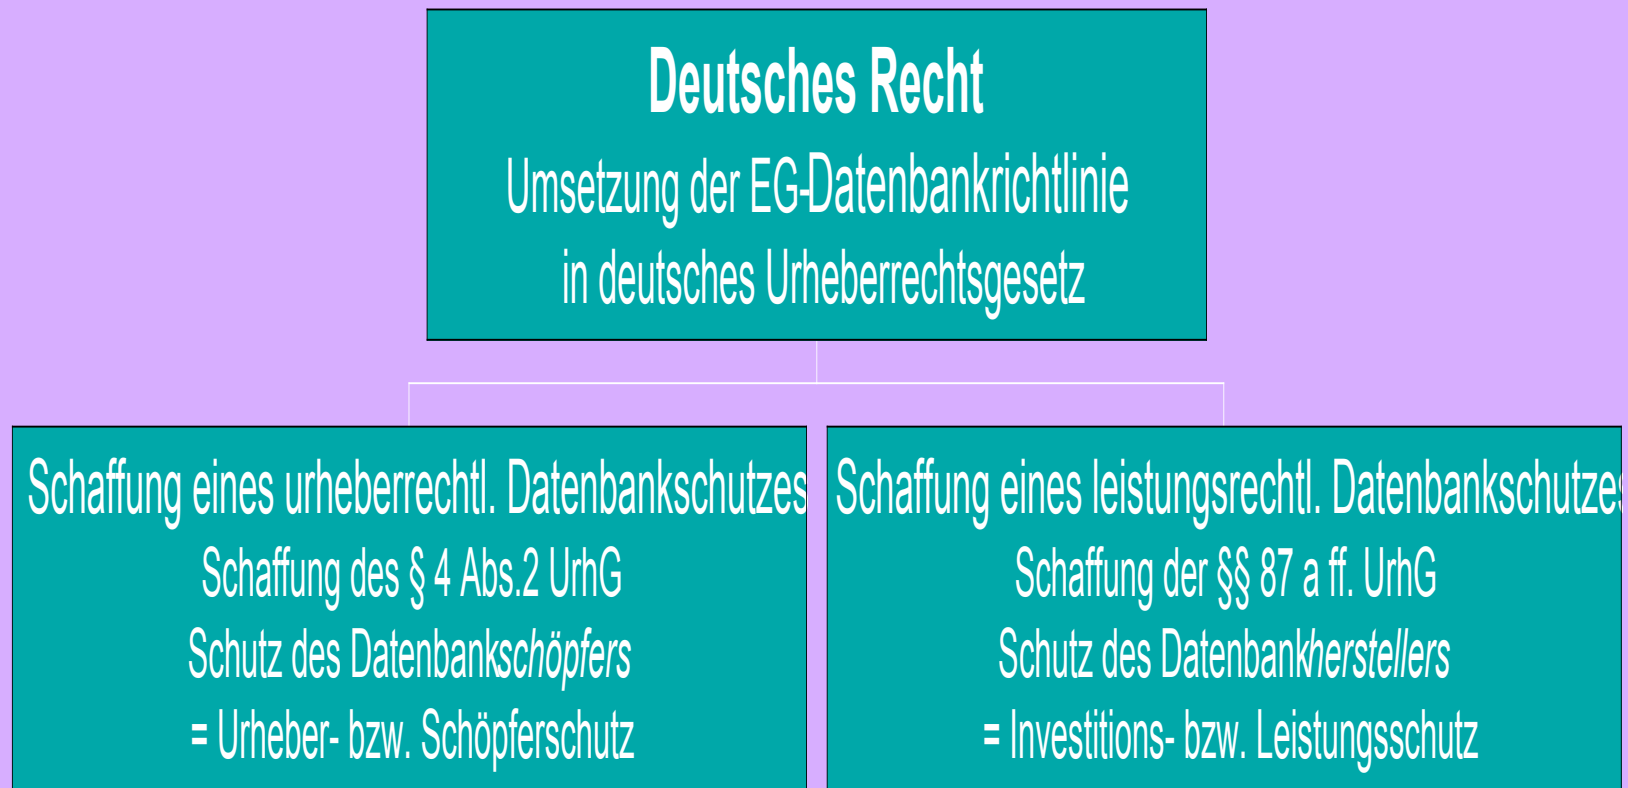 Deutsches Recht
Umsetzung der EG-Datenbankrichtlinie
in deutsches Urheberrechtsgesetz
Schaffung eines urheberrechtl. Datenbankschutzes
Schaffung des § 4 Abs.2 UrhG
Schutz des Datenbankschöpfers
= Urheber- bzw. Schöpferschutz
Schaffung eines leistungsrechtl. Datenbankschutzes
Schaffung der §§ 87 a ff. UrhG
Schutz des Datenbankherstellers
= Investitions- bzw. Leistungsschutz